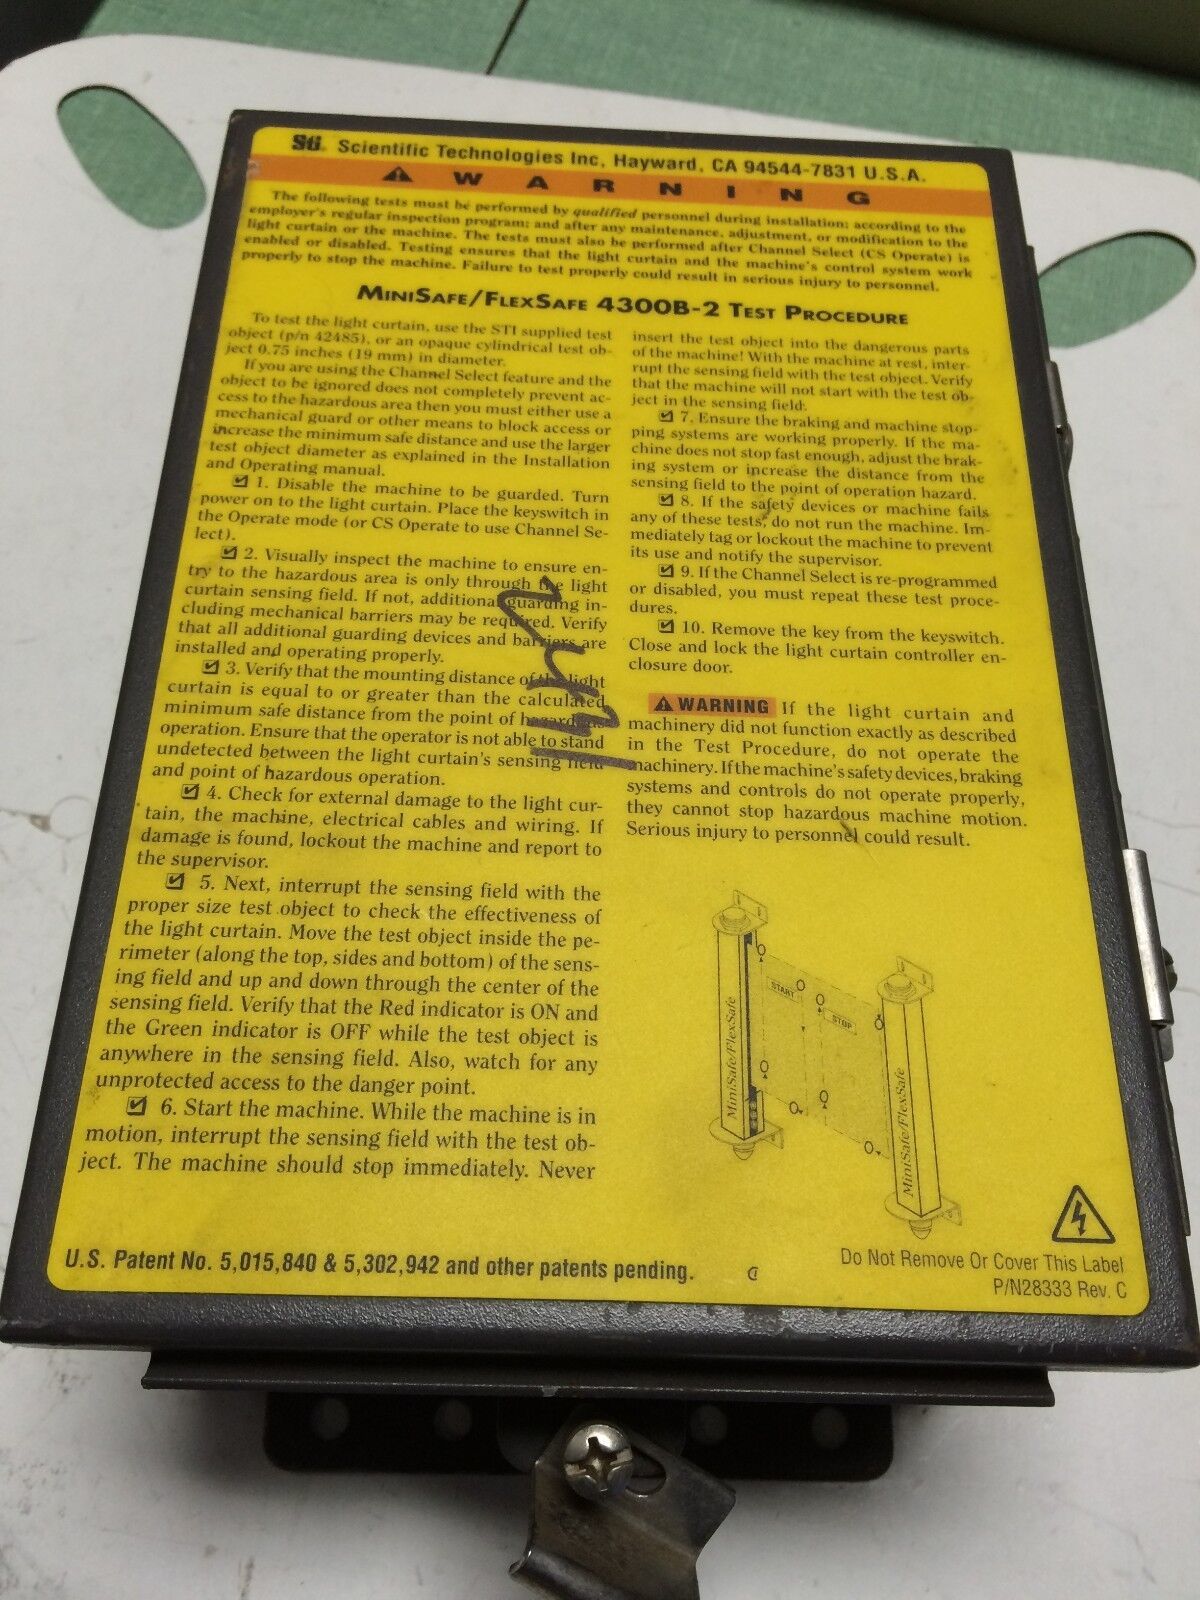 STi Scientific Technologies Inc, Hayward, CA 94544-7831 U.S.A.
WARNING
The following tests must be performed by qualified personnel during installation; according to the
employer's regular inspection program; and after any maintenance, adjustment, or modification to the
light curtain or the machine. The tests must also be performed after Channel Select (CS Operate) is
enabled or disabled. Testing ensures that the light curtain and the machine's control system work
properly to stop the machine. Failure to test properly could result in serious injury to personnel.
MINISAFE/FLEXSAFE 4300B-2 TEST PROCEDURE
To test the light curtain, use the STI supplied test
object (p/n 42485), or an opaque cylindrical test ob-
ject 0.75 inches (19 mm) in diameter.
If you are using the Channel Select feature and the
object to be ignored does not completely prevent ac-
cess to the hazardous area then you must either use a
mechanical guard or other means to block access or
increase the minimum safe distance and use the larger
test object diameter as explained in the Installation
and Operating manual.
1. Disable the machine to be guarded. Turn
power on to the light curtain. Place the keyswitch in
the Operate mode (or CS Operate to use Channel Se-
lect).
2. Visually inspect the machine to ensure en-
try to the hazardous area is only through the light
curtain sensing field. If not, additional guarding in-
cluding mechanical barriers may be required. Verify
that all additional guarding devices and barriers are
installed and operating properly.
3. Verify that the mounting distance of the light
curtain is equal to or greater than the calculated
minimum safe distance from the point of hazardous
operation. Ensure that the operator is not able to stand
undetected between the light curtain's sensing field
and point of hazardous operation.
4. Check for external damage to the light cur-
tain, the machine, electrical cables and wiring. If
damage is found, lockout the machine and report to
the supervisor.
5. Next, interrupt the sensing field with the
proper size test object to check the effectiveness of
the light curtain. Move the test object inside the pe-
rimeter (along the top, sides and bottom) of the sens-
ing field and up and down through the center of the
sensing field. Verify that the Red indicator is ON and
the Green indicator is OFF while the test object is
anywhere in the sensing field. Also, watch for any
unprotected access to the danger point.
6. Start the machine. While the machine is in
motion, interrupt the sensing field with the test ob-
ject. The machine should stop immediately. Never
insert the test object into the dangerous parts
of the machine! With the machine at rest, inter-
rupt the sensing field with the test object. Verify
that the machine will not start with the test ob-
ject in the sensing field.
7. Ensure the braking and machine stop-
ping systems are working properly. If the ma-
chine does not stop fast enough, adjust the brak-
ing system or increase the distance from the
sensing field to the point of operation hazard.
8. If the safety devices or machine fails
any of these tests, do not run the machine. Im-
mediately tag or lockout the machine to prevent
its use and notify the supervisor.
9. If the Channel Select is re-programmed
or disabled, you must repeat these test proce-
dures.
10. Remove the key from the keyswitch.
Close and lock the light curtain controller en-
closure door.
WARNING If the light curtain and
machinery did not function exactly as described
in the Test Procedure, do not operate the
machinery. If the machine's safety devices, braking
systems and controls do not operate properly,
they cannot stop hazardous machine motion.
Serious injury to personnel could result.
START
STOP
MiniSafe/FlexSafe
MiniSafe/FlexSafe
U.S. Patent No. 5,015,840 & 5,302,942 and other patents pending.
Do Not Remove Or Cover This Label
P/N28333 Rev. C